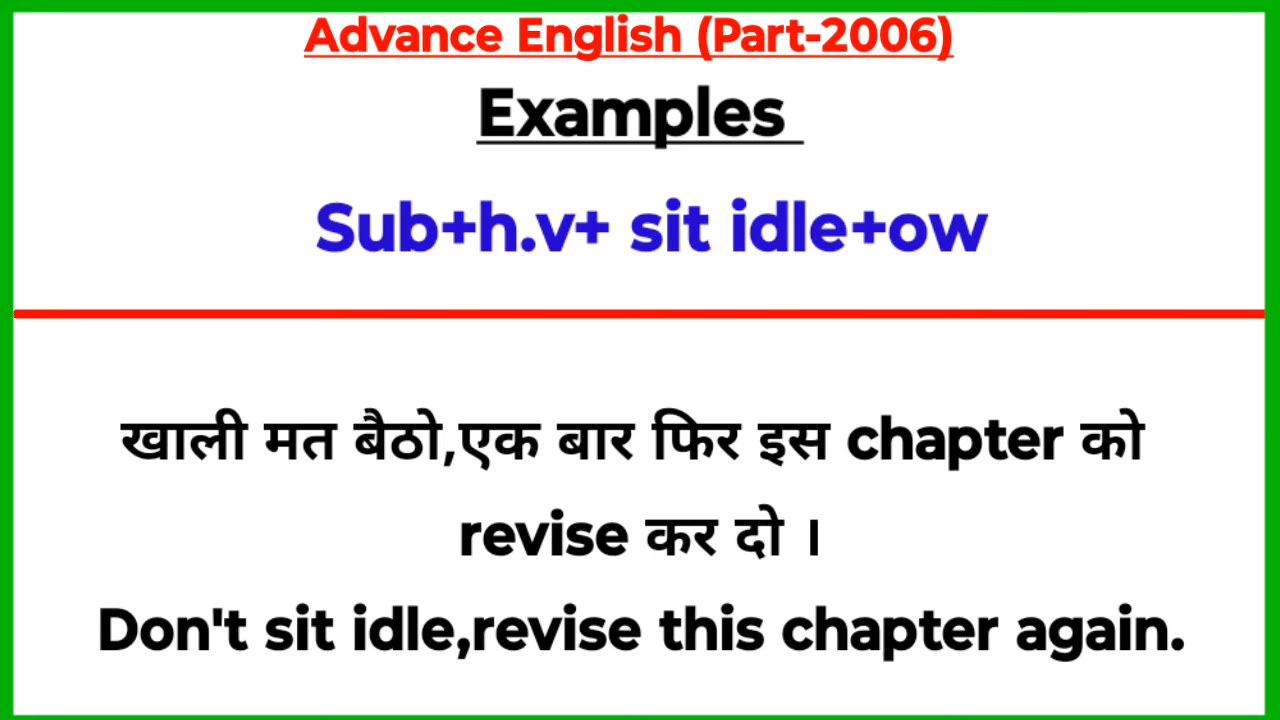 Advance English (Part-2006)
Examples
Sub+h.v+ sit idle+ow
खाली मत बैठो,एक बार फिर इस chapter को
revise कर दो ।
Don't sit idle,revise this chapter again.